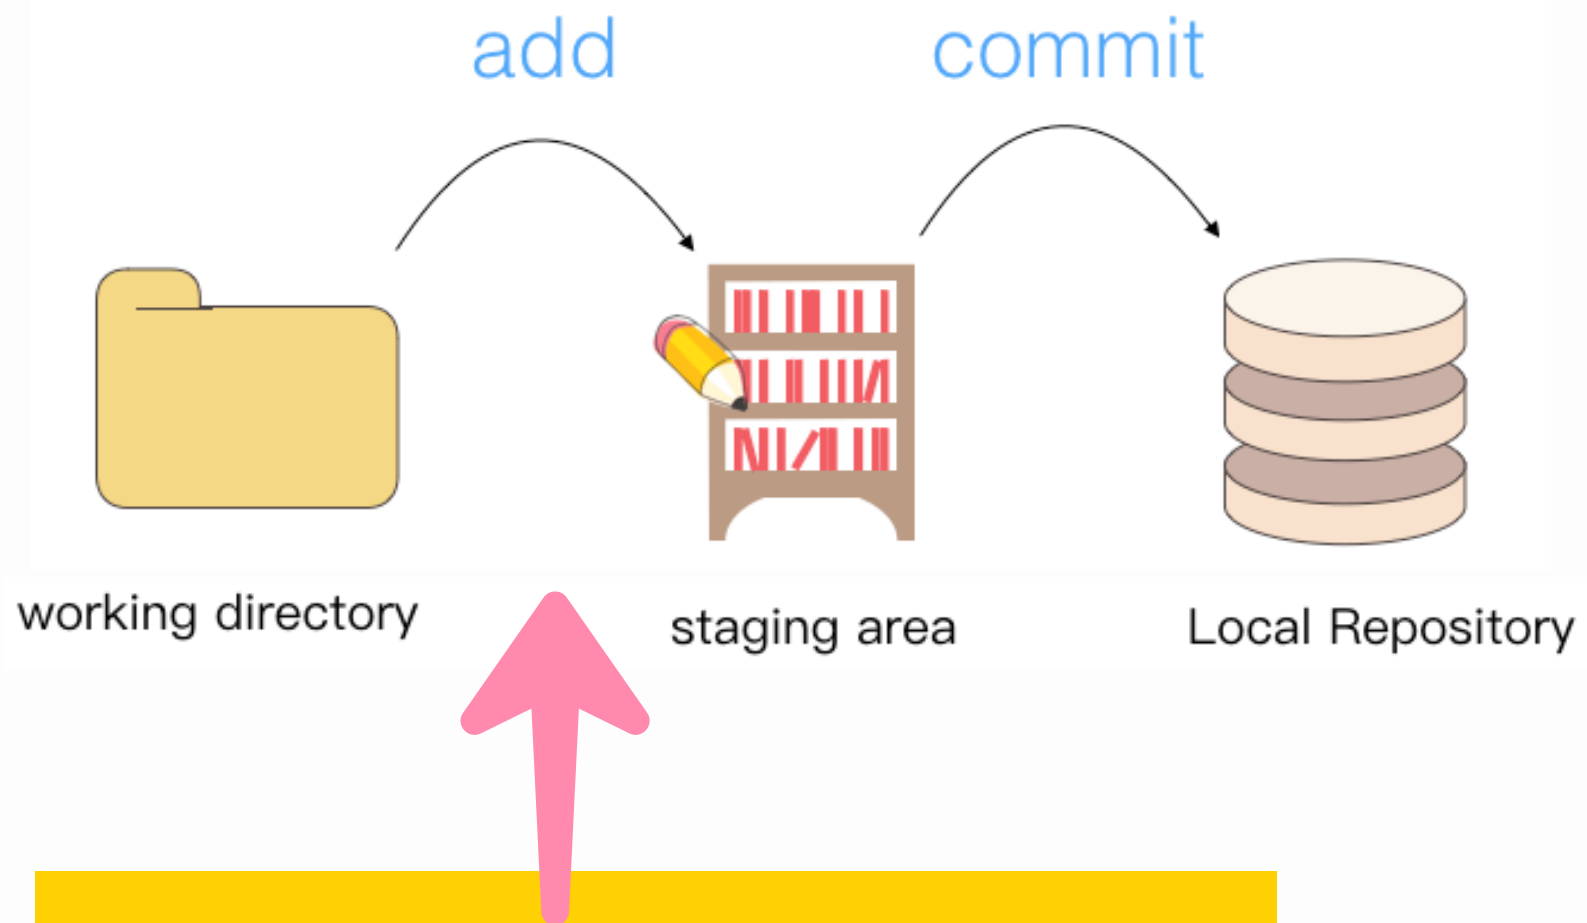 add
commit
working directory
staging area
Local Repository